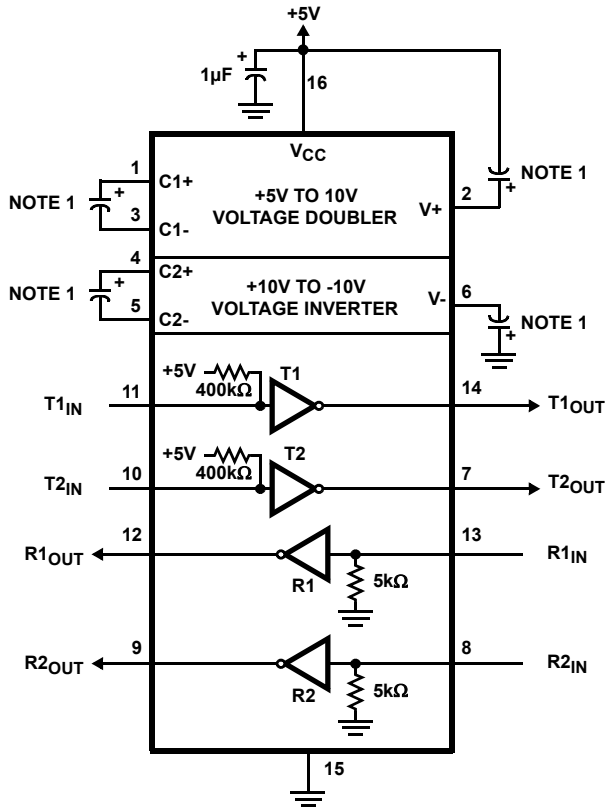 +5V
+
1µF
16
VCC
1
C1+
NOTE 1
+
3
C1-
+5V TO 10V
VOLTAGE DOUBLER
V+
2
NOTE 1
+
4
C2+
NOTE 1
+
5
C2-
+10V TO -10V
VOLTAGE INVERTER
V-
6
NOTE 1
+
T1IN
11
+5V
400kΩ
T1
14
T1OUT
T2IN
10
+5V
400kΩ
T2
7
T2OUT
R1OUT
12
R1
5kΩ
13
R1IN
R2OUT
9
R2
5kΩ
8
R2IN
15